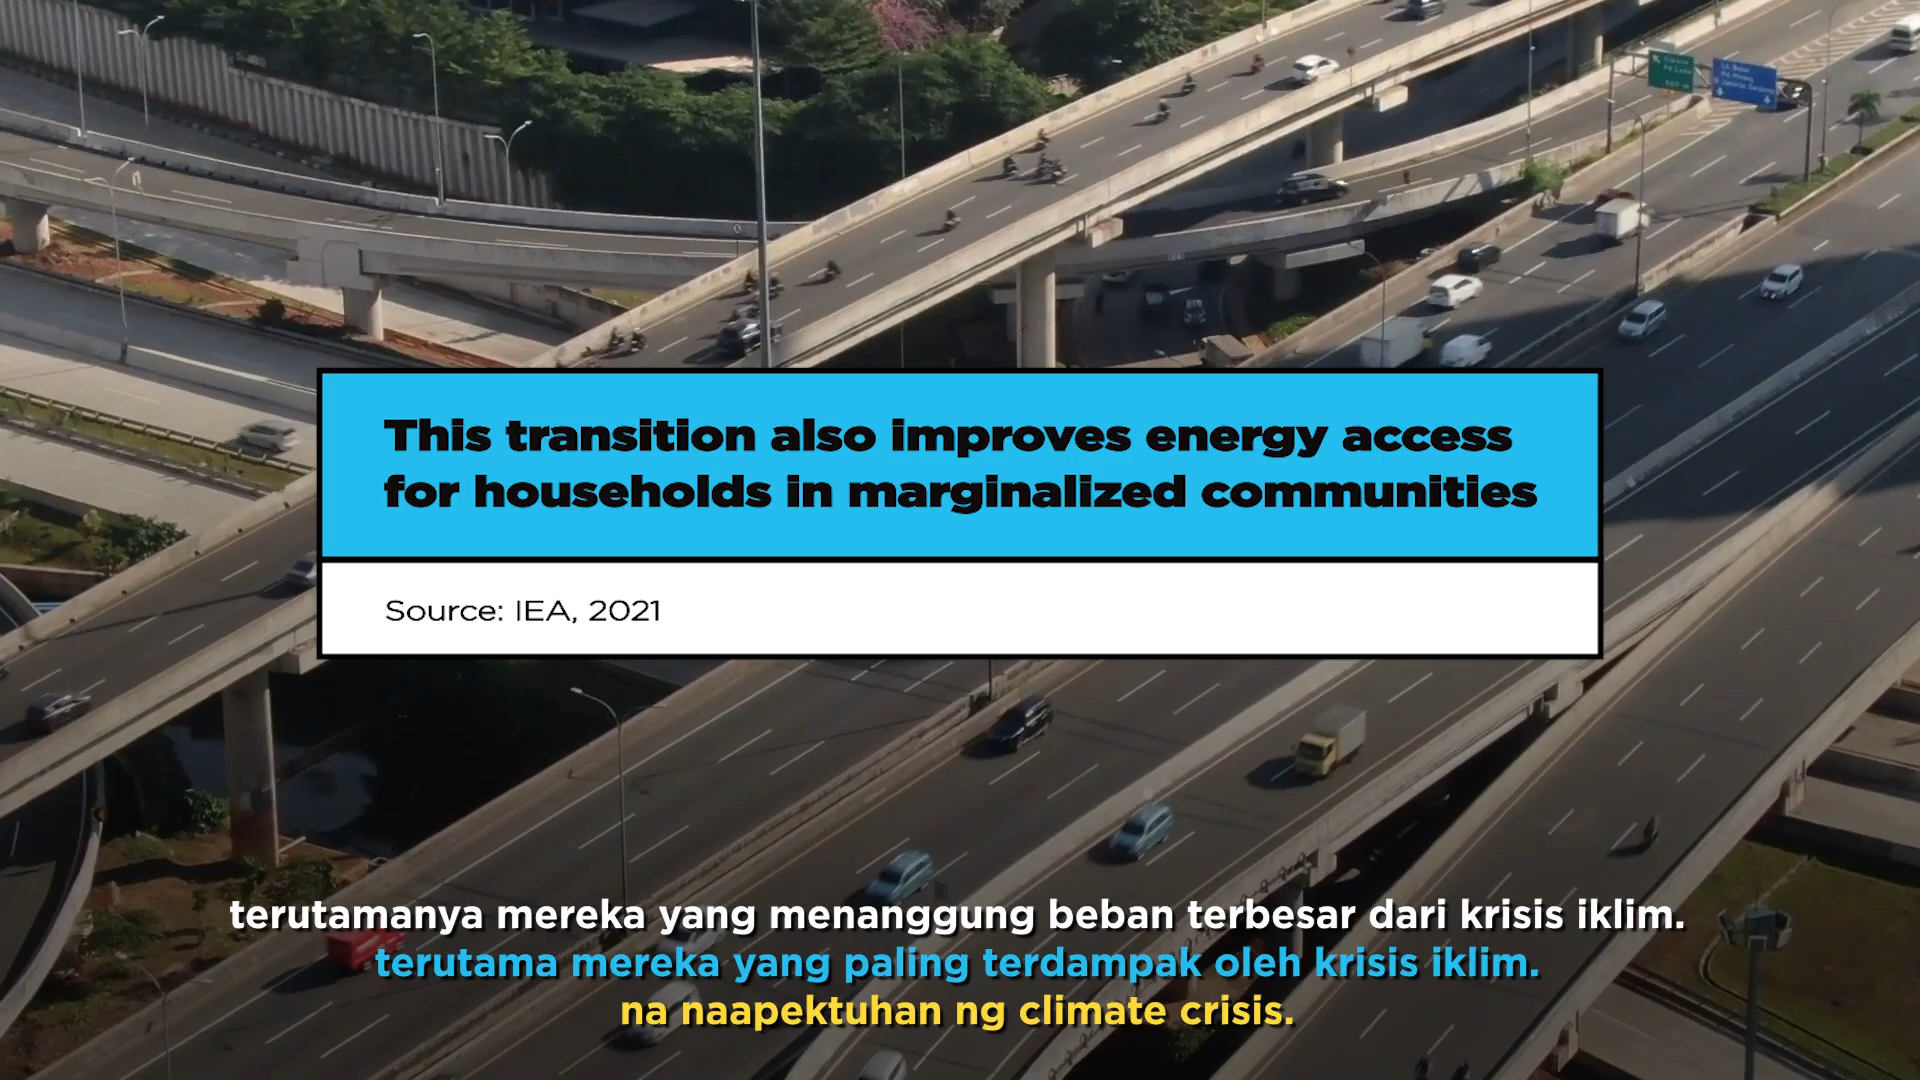 This transition also improves energy access
for households in marginalized communities
Source: IEA, 2021
terutamanya mereka yang menanggung beban terbesar dari krisis iklim.
terutama mereka yang paling terdampak oleh krisis iklim.
na naapektuhan ng climate crisis.